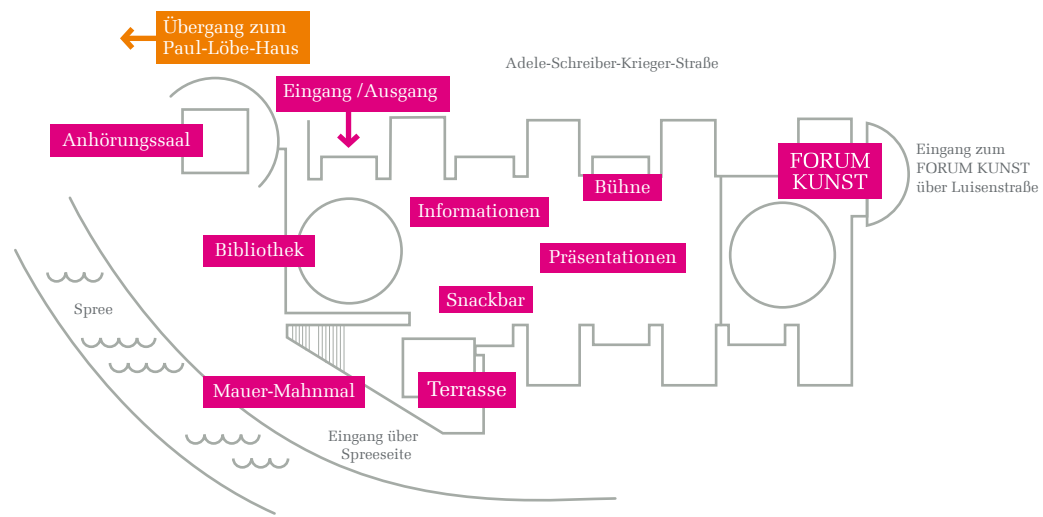 Übergang zum
Paul-Löbe-Haus
Adele-Schreiber-Krieger-Straße
Eingang /Ausgang
Anhörungssaal
FORUM
KUNST
Eingang zum
FORUM KUNST
über Luisenstraße
Bühne
Informationen
Bibliothek
Präsentationen
Snackbar
Spree
Mauer-Mahnmal
Terrasse
Eingang über
Spreeseite